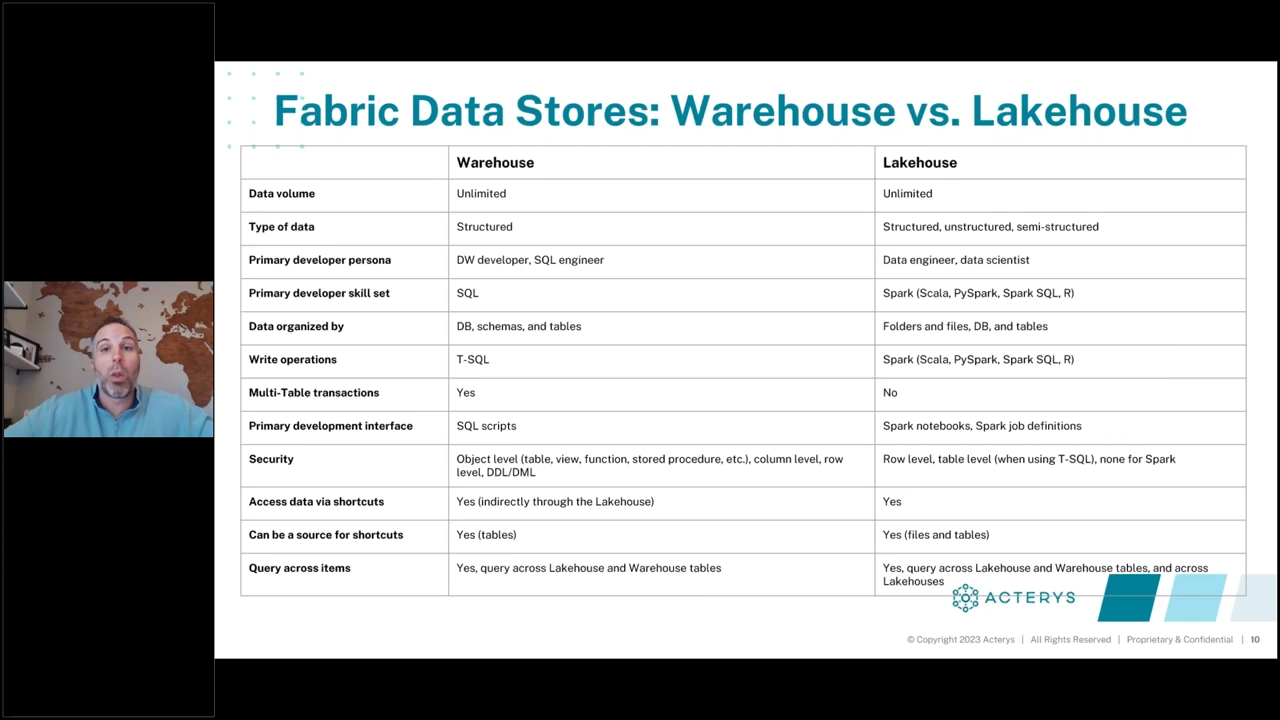 Fabric Data Stores: Warehouse vs. Lakehouse
Warehouse
Lakehouse
Data volume
Unlimited
Unlimited
Type of data
Structured
Structured, unstructured, semi-structured
Primary developer persona
DW developer, SQL engineer
Data engineer, data scientist
Primary developer skill set
SQL
Spark (Scala, PySpark, Spark SQL, R)
Data organized by
DB, schemas, and tables
Folders and files, DB, and tables
Write operations
T-SQL
Spark (Scala, PySpark, Spark SQL, R)
Multi-Table transactions
Yes
No
Primary development interface
SQL scripts
Spark notebooks, Spark job definitions
Security
Object level (table, view, function, stored procedure, etc.), column level, row
level, DDL/DML
Row level, table level (when using T-SQL), none for Spark
Access data via shortcuts
Yes (indirectly through the Lakehouse)
Yes
Can be a source for shortcuts
Yes (tables)
Yes (files and tables)
Query across items
Yes, query across Lakehouse and Warehouse tables
Yes, query across Lakehouse and Warehouse tables, and across
Lakehouses
ACTERYS
© Copyright 2023 Acterys | All Rights Reserved | Proprietary & Confidential | 10